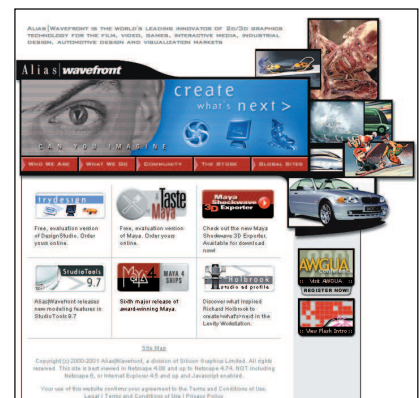 ALIAS|WAVEFRONT IS THE WORLD'S LEADING INNOVATOR OF 2D/3D GRAPHICS
TECHNOLOGY FOR THE FILM, VIDEO, GAMES, INTERACTIVE MEDIA, INDUSTRIAL
DESIGN, AUTOMOTIVE DESIGN AND VISUALIZATION MARKETS
Alias|wavefront
create
what's next >
CAN YOU IMAGINE
WHO WE ARE
WHAT WE DO
COMMUNITY
THE STORE
GLOBAL SITES
trydesign
Taste
Maya
Maya
Shockwave
3D Exporter
Free, evaluation version
of DesignStudio. Order
yours online.
Free, evaluation version
of Maya. Order yours
online.
Check out the new Maya
Shockwave 3D Exporter.
Available for download
now!
AWGUA
:: Visit AWGUA
REGISTER NOW!
StudioTools
9.7
Maya 4
MAYA 4
SHIPS
holbrook
studio ad profile
Alias|Wavefront releases
new modeling features in
StudioTools 9.7
Sixth major release of
award-winning Maya.
Discover what inspired
Richard Holbrook to
create\what's\next in the
Levity Workstation.
:: View Flash Intro ::
Site Map
Copyright (c) 2000-2001 Alias|Wavefront, a division of Silicon Graphics Limited. All rights
reserved. This site is best viewed in Netscape 4.08 and up to Netscape 4.74, NOT including
Netscape 6, or Internet Explorer 4.5 and up and Javascript enabled.
Your use of this website confirms your agreement to the Terms and Conditions of Use.
Legal | Terms and Conditions of Use | Privacy Policy